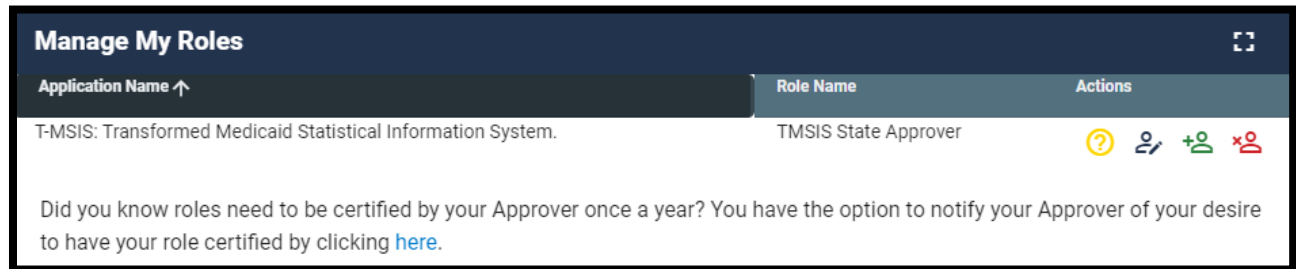 Manage My Roles
Application Name Role Name Actions
T-MSIS: Transformed Medicaid Statistical Information System. TMSIS State Approver
Did you know roles need to be certified by your Approver once a year? You have the option to notify your Approver of your desire
to have your role certified by clicking here.